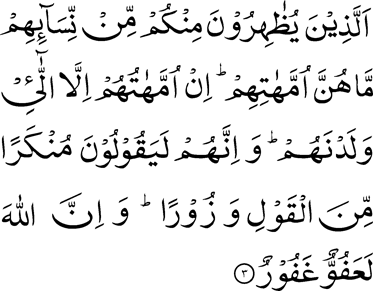 اَلَّذِيْنَ يُظٰهِرُوْنَ مِنْكُمْ مِّنْ نِّسَآئِهِمْ
مَّا هُنَّ اُمَّهٰتِهِمْ ؕ اِنْ اُمَّهٰتُهُمْ اِلَّا الّٰٓـئِْ
وَلَدْنَهُمْ ؕ وَ اِنَّهُمْ لَيَقُوْلُوْنَ مُنْكَرًا
مِّنَ الْقَوْلِ وَ زُوْرًا ؕ وَ اِنَّ اللّٰهَ
لَعَفُوٌّ غَفُوْرٌ ۝۳